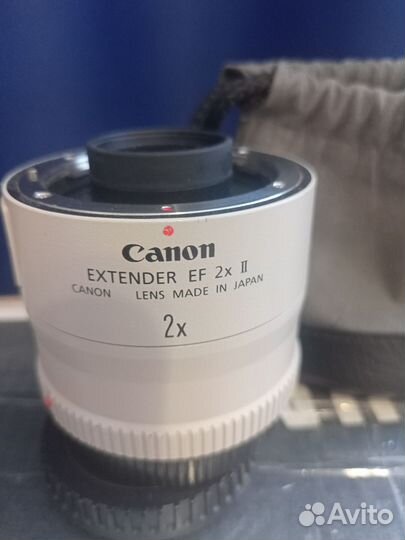 Canon
EXTENDER EF 2x II
CANON LENS MADE IN JAPAN
2x
Avito